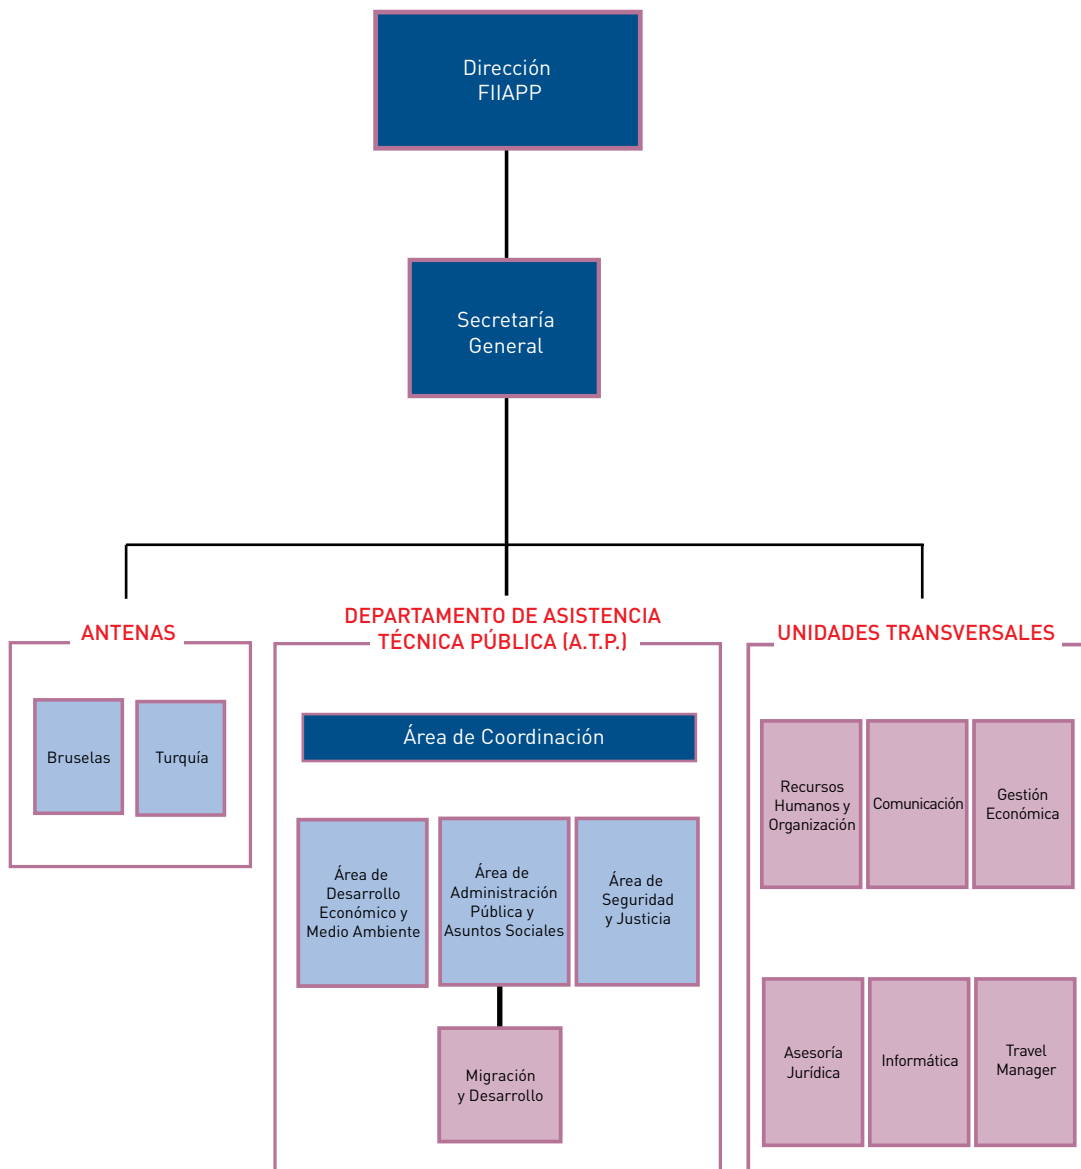 Dirección
FIIAPP
Secretaría
General
ANTENAS
Bruselas
Turquía
DEPARTAMENTO DE ASISTENCIA
TÉCNICA PÚBLICA (A.T.P.)
Área de Coordinación
Área de
Desarrollo
Económico y
Medio Ambiente
Área de
Administración
Pública y
Asuntos Sociales
Área de
Seguridad
y Justicia
Migración
y Desarrollo
UNIDADES TRANSVERSALES
Recursos
Humanos y
Organización
Comunicación
Gestión
Económica
Asesoría
Jurídica
Informática
Travel
Manager